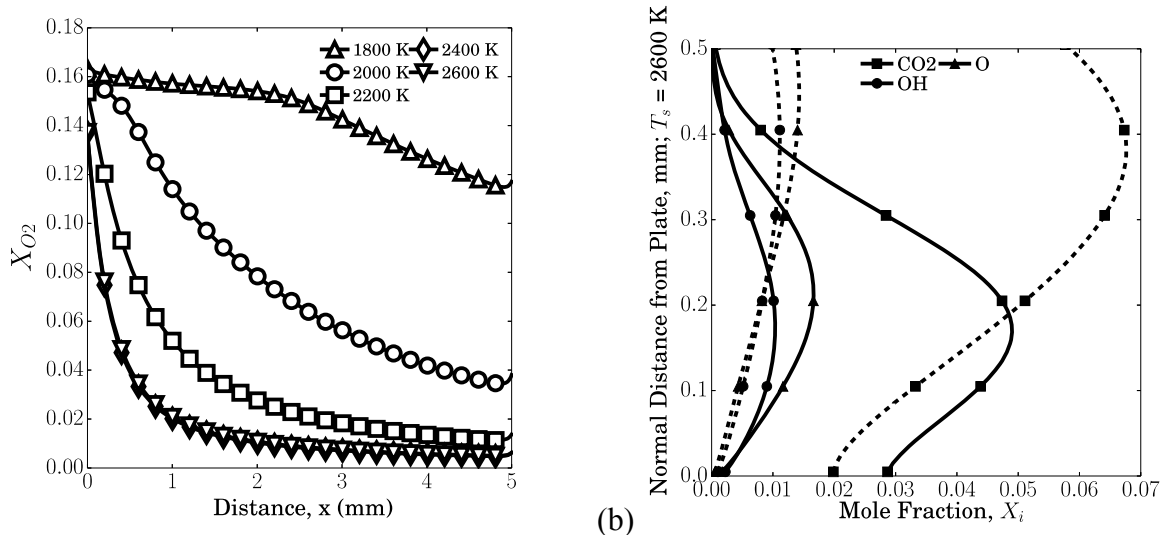 0.18
0.16
0.14
0.12
0.10
0.08
0.06
0.04
0.02
0.00
X_{O2}
1800 K
2000 K
2200 K
2400 K
2600 K
0 1 2 3 4 5
Distance, x (mm)
(b)
Normal Distance from Plate, mm; T_s = 2600 K
0.5
0.4
0.3
0.2
0.1
0.0
CO2
OH
O
0.00 0.01 0.02 0.03 0.04 0.05 0.06 0.07
Mole Fraction, X_i